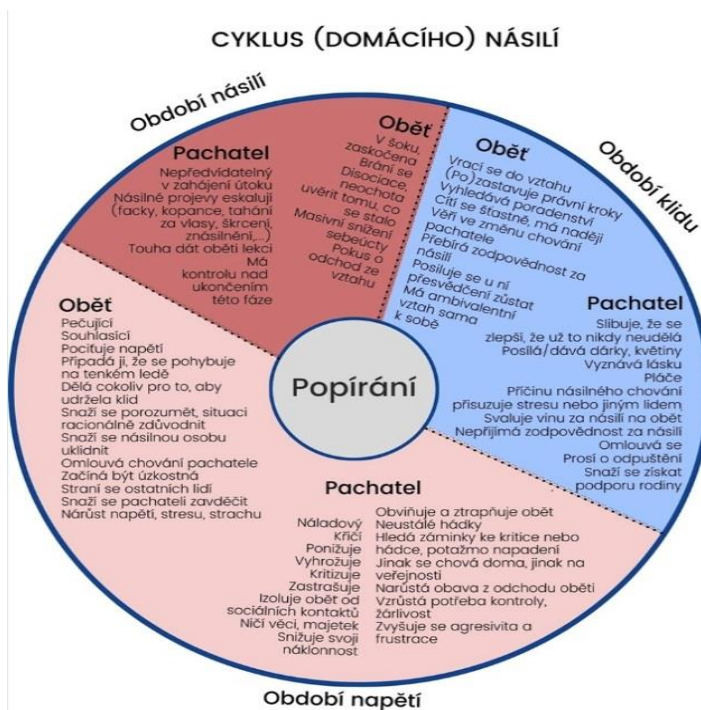 CYKLUS (DOMÁCÍHO) NÁSILÍ
Období násilí
Pachatel
Nepředvídatelný
v zahájení útoku
Násilné projevy eskalují
(facky, kopance, tahání
za vlasy, škrcení,
znásilnění,...)
Touha dát oběti lekci
Má
kontrolu nad
ukončením
této fáze
Oběť
V šoku,
zaskočena
Brání se
Disociace,
neochota
uvěřit tomu, co
se stalo
Masivní snížení
sebeúcty
Pokus o
odchod ze
vztahu
Období klidu
Oběť
Vrací se do vztahu
(Po)zastavuje právní kroky
Vyhledává poradenství
Cítí se šťastně, má naději
Věří ve změnu chování
pachatele
Přebírá zodpovědnost za
násilí
Posiluje se u ní
přesvědčení zůstat
Má ambivalentní
vztah sama
k sobě
Pachatel
Slibuje, že se
zlepší, že už to nikdy neudělá
Posílá/dává dárky, květiny
Vyznává lásku
Pláče
Příčinu násilného chování
přisuzuje stresu nebo jiným lidem
Svaluje vinu za násilí na oběť
Nepřijímá zodpovědnost za násilí
Omlouvá se
Prosí o odpuštění
Snaží se získat
podporu rodiny
Popírání
Oběť
Pečující
Souhlasící
Pociťuje napětí
Připadá ji, že se pohybuje
na tenkém ledě
Dělá cokoliv pro to, aby
udržela klid
Snaží se porozumět, situaci
racionálně zdůvodnit
Snaží se násilnou osobu
uklidnit
Omlouvá chování pachatele
Začíná být úzkostná
Straní se ostatních lidí
Snaží se pachateli zavděčit
Nárůst napětí, stresu, strachu
Pachatel
Náladový
Křičí
Ponižuje
Vyhrožuje
Kritizuje
Zastrašuje
Izoluje oběť od
sociálních kontaktů
Ničí věci, majetek
Snižuje svoji
náklonnost
Obviňuje a ztrapňuje oběť
Neustálé hádky
Hledá záminky ke kritice nebo
hádce, potažmo napadení
Jinak se chová doma, jinak na
veřejnosti
Narůstá obava z odchodu oběti
Vzrůstá potřeba kontroly,
žárlivost
Zvyšuje se agresivita a
frustrace
Období napětí